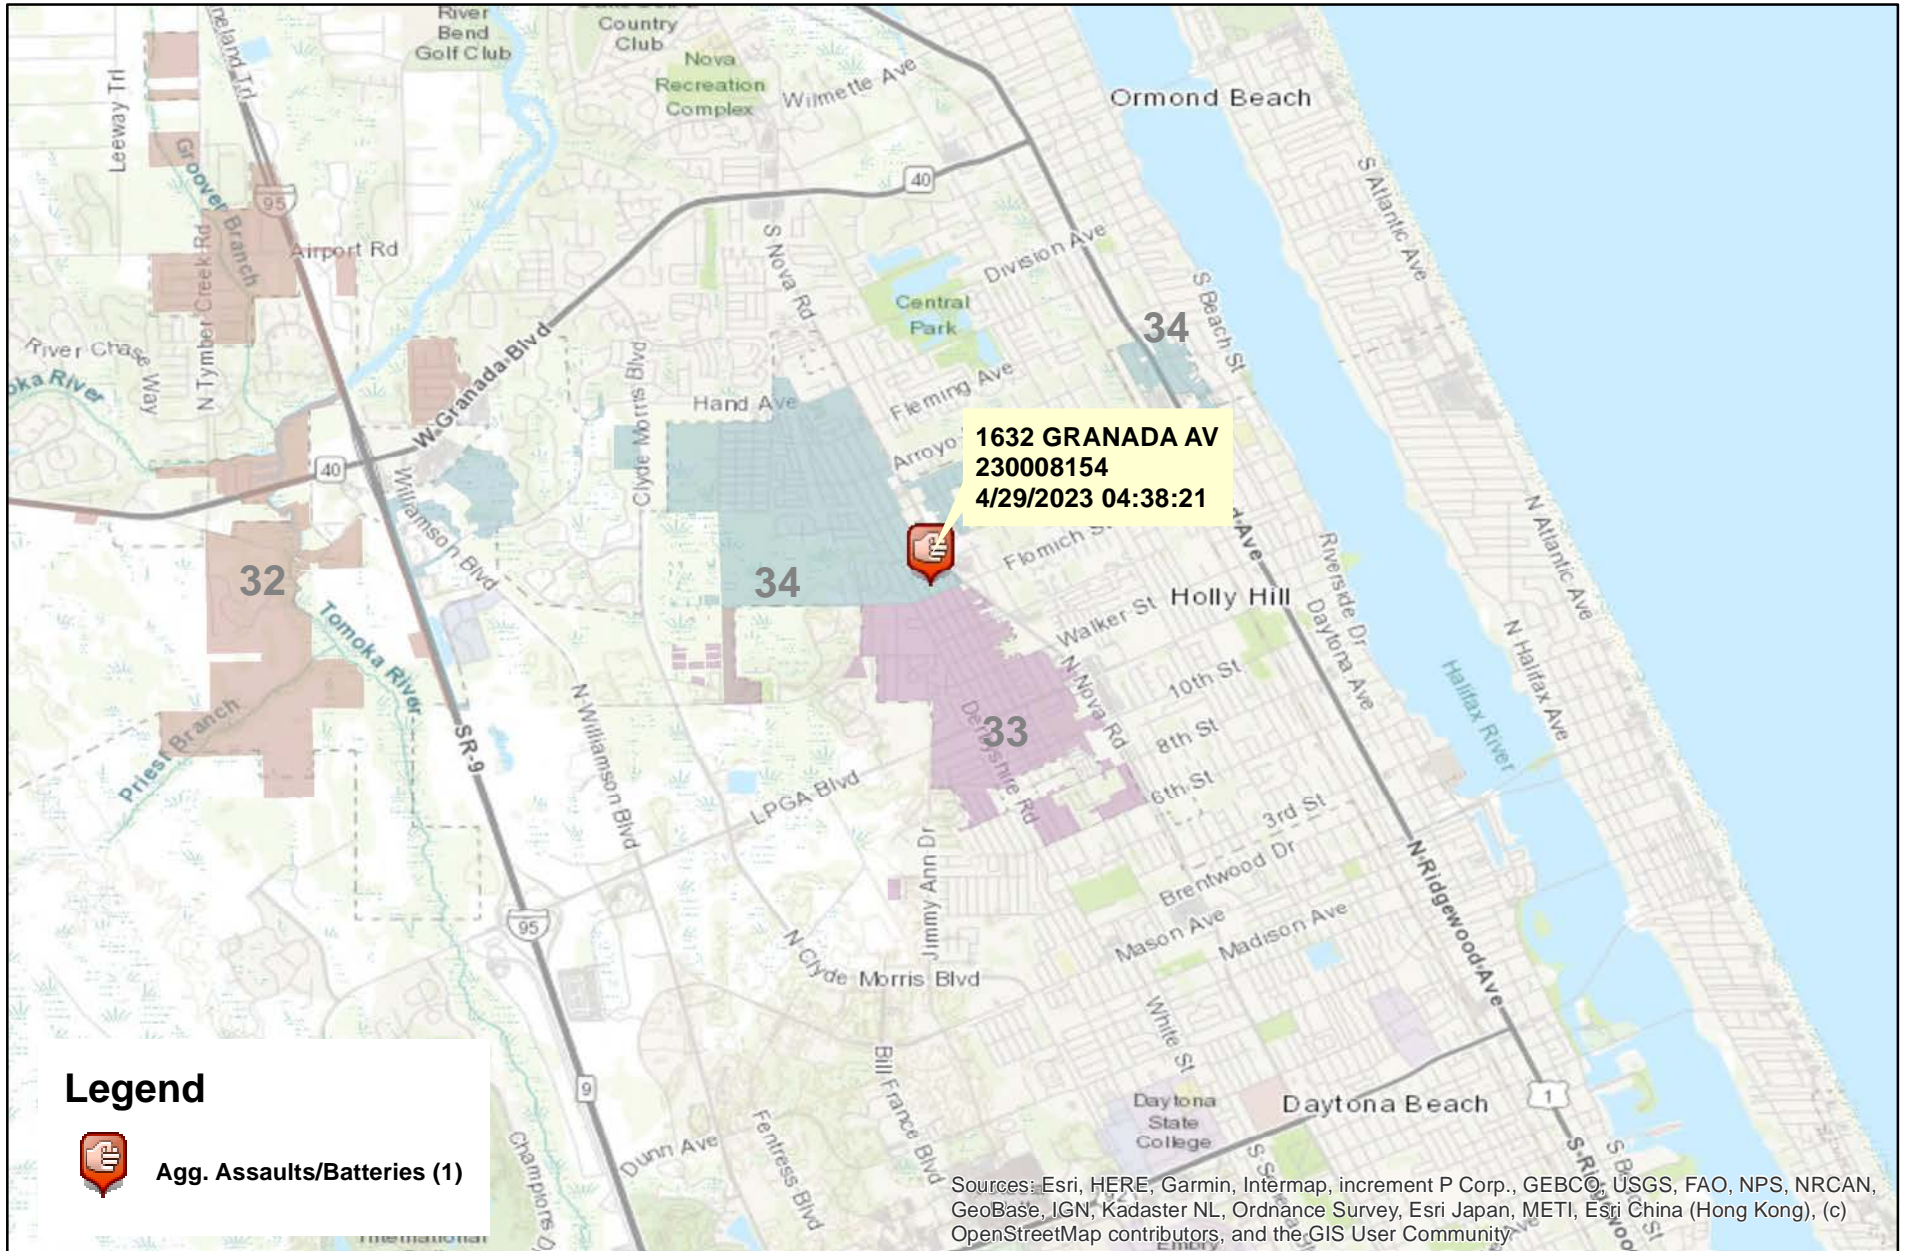 River
Bend
Golf Club
Country
Club
Nova
Recreation
Complex
Wilmette Ave
Ormond Beach
Leeway Trl
Groover Branch
95
40
S Atlantic Ave
Airport Rd
N Tymber Creek Rd
S Nova Rd
Division Ave
Central
Park
S Beach St
34
River Chase Way
W Granada Blvd
Clyde Morris Blvd
Hand Ave
Fleming Ave
Arroyo
1632 GRANADA AV
230008154
4/29/2023 04:38:21
40
Williamson Blvd
Flomich
N Atlantic Ave
32
34
Riverside Dr
Holly Hill
Walker St
Daytona Ave
N Halifax Ave
Tomoka River
Halifax River
N Nova Rd
10th St
Priest Branch
SR-9
N Williamson Blvd
33
Derbyshire Rd
8th St
6th St
LPGA Blvd
3rd St
Jimmy Ann Dr
Brentwood Dr
N Ridgewood Ave
95
Mason Ave
Madison Ave
N Clyde Morris Blvd
White St
Bill France Blvd
9
Daytona
State
College
Daytona Beach
1
Dunn Ave
Fentress Blvd
Legend
Agg. Assaults/Batteries (1)
Sources: Esri, HERE, Garmin, Intermap, increment P Corp., GEBCO, USGS, FAO, NPS, NRCAN,
GeoBase, IGN, Kadaster NL, Ordnance Survey, Esri Japan, METI, Esri China (Hong Kong), (c)
OpenStreetMap contributors, and the GIS User Community